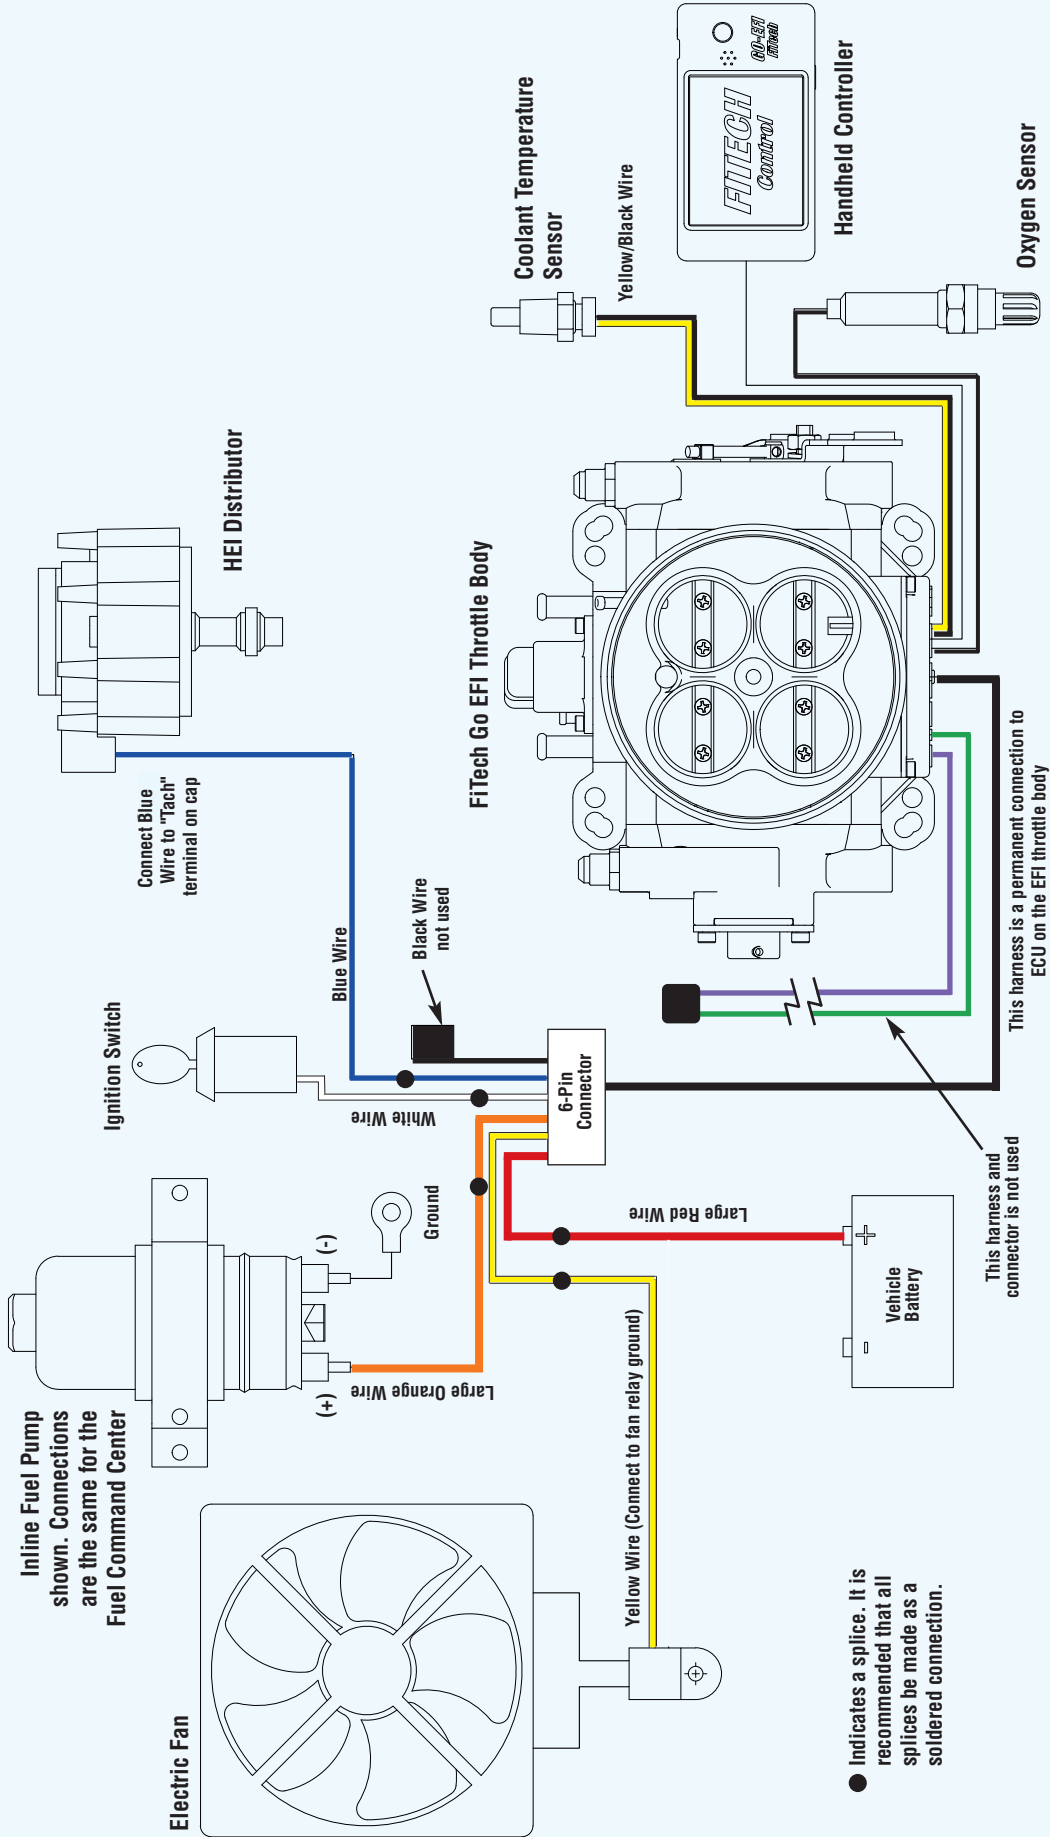 Electric Fan
Inline Fuel Pump
shown. Connections
are the same for the
Fuel Command Center
(+)
(-)
Ground
Large Orange Wire
Ignition Switch
White Wire
Connect Blue
Wire to "Tach"
terminal on cap
HEI Distributor
Blue Wire
Black Wire
not used
6-Pin
Connector
Large Red Wire
Yellow Wire (Connect to fan relay ground)
Vehicle
Battery
+
-
This harness and
connector is not used
This harness is a permanent connection to
ECU on the EFI throttle body
FiTech Go EFI Throttle Body
Coolant Temperature
Sensor
Yellow/Black Wire
FITECH
Control
GO-EFI
FiTech
Handheld Controller
Oxygen Sensor
Indicates a splice. It is
recommended that all
splices be made as a
soldered connection.